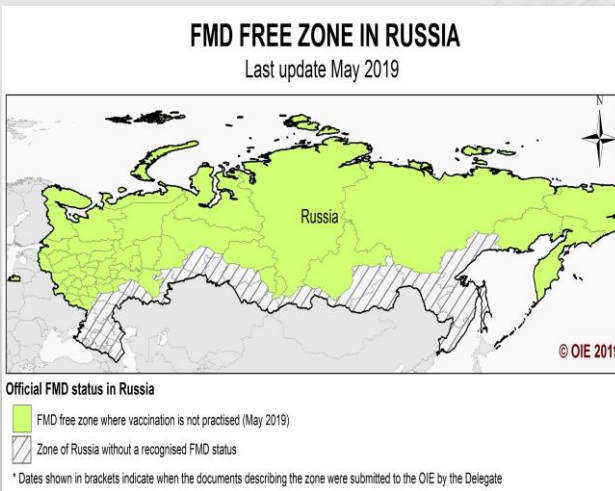 FMD FREE ZONE IN RUSSIA
Last update May 2019
N
Russia
© OIE 2019
Official FMD status in Russia
FMD free zone where vaccination is not practised (May 2019)
Zone of Russia without a recognised FMD status
* Dates shown in brackets indicate when the documents describing the zone were submitted to the OIE by the Delegate